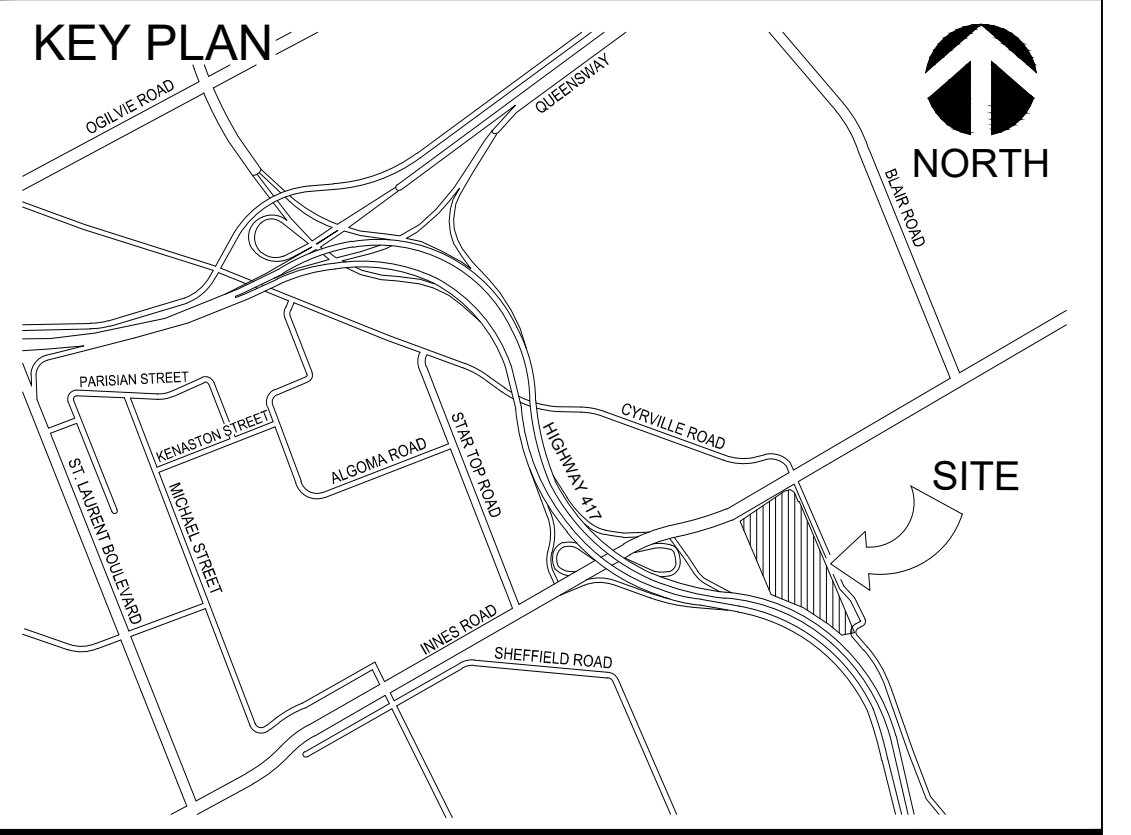 KEY PLAN
OGILVIE ROAD
QUEENSWAY
NORTH
BLAIR ROAD
PARISIAN STREET
KENASTON STREET
ALGOMA ROAD
STAR TOP ROAD
HIGHWAY 417
CYRVILLE ROAD
SITE
ST. LAURENT BOULEVARD
MICHAEL STREET
INNES ROAD
SHEFFIELD ROAD